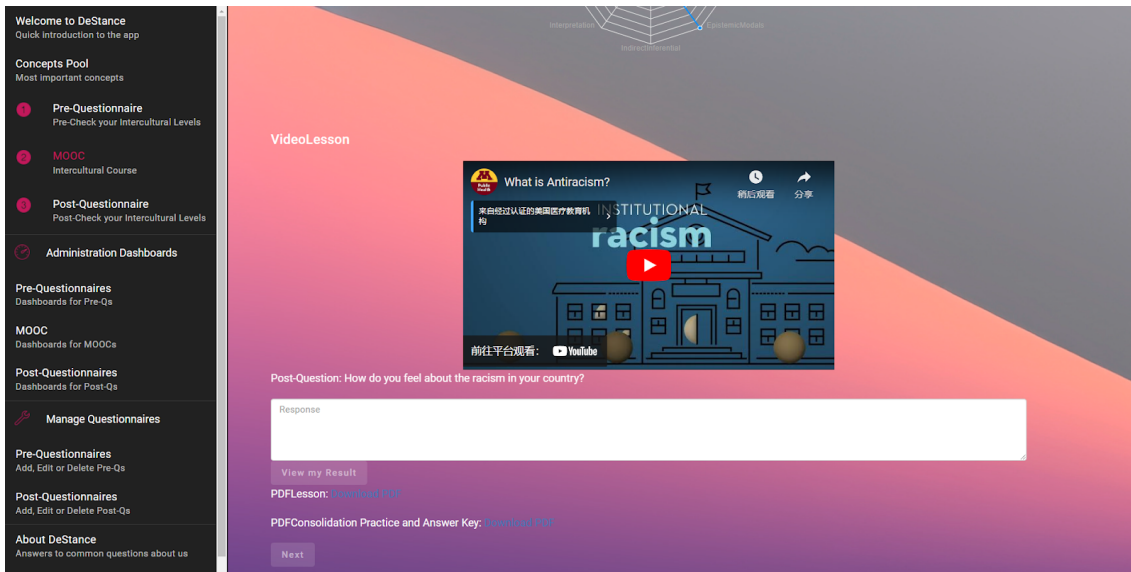 Welcome to DeStance
Quick introduction to the app
Concepts Pool
Most important concepts
1
Pre-Questionnaire
Pre-Check your Intercultural Levels
2
MOOC
Intercultural Course
3
Post-Questionnaire
Post-Check your Intercultural Levels
Administration Dashboards
Pre-Questionnaires
Dashboards for Pre-Qs
MOOC
Dashboards for MOOCs
Post-Questionnaires
Dashboards for Post-Qs
Manage Questionnaires
Pre-Questionnaires
Add, Edit or Delete Pre-Qs
Post-Questionnaires
Add, Edit or Delete Post-Qs
About DeStance
Answers to common questions about us
Interpretation
EpistemicModals
IndirectInferential
VideoLesson
What is Antiracism?
稍后观看
分享
来自经过认证的美国医疗教育机
构
INSTITUTIONAL
racism
前往平台观看：
YouTube
Post-Question: How do you feel about the racism in your country?
Response
View my Result
PDFLesson: Download PDF
PDFConsolidation Practice and Answer Key: Download PDF
Next